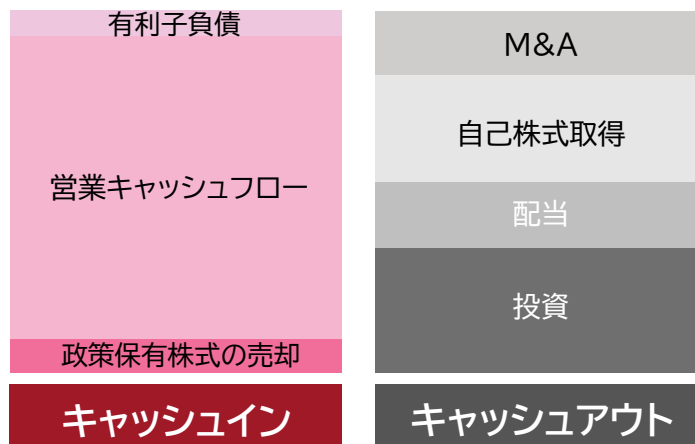 有利子負債
営業キャッシュフロー
政策保有株式の売却
キャッシュイン
M&A
自己株式取得
配当
投資
キャッシュアウト